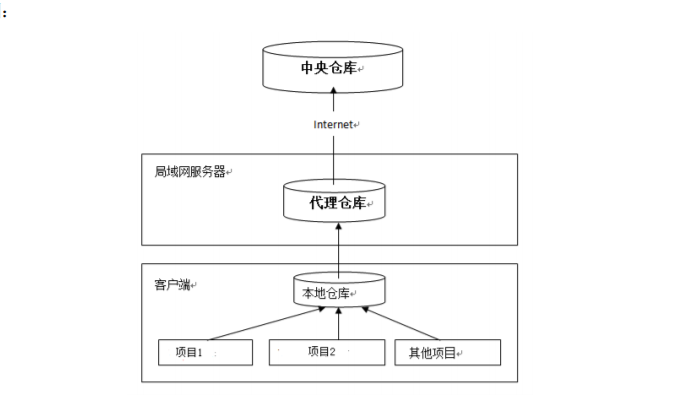 ：
中央仓库
Internet
局域网服务器
代理仓库
客户端
本地仓库
项目1
项目2
其他项目